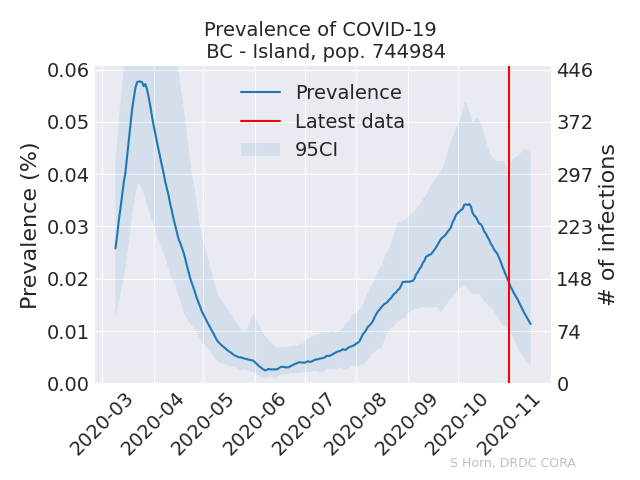 Prevalence of COVID-19
BC - Island, pop. 744984
Prevalence
Latest data
95CI
Prevalence (%)
0.06
0.05
0.04
0.03
0.02
0.01
0.00
446
372
297
223
148
74
0
# of infections
2020-03
2020-04
2020-05
2020-06
2020-07
2020-08
2020-09
2020-10
2020-11
S Horn, DRDC CORA